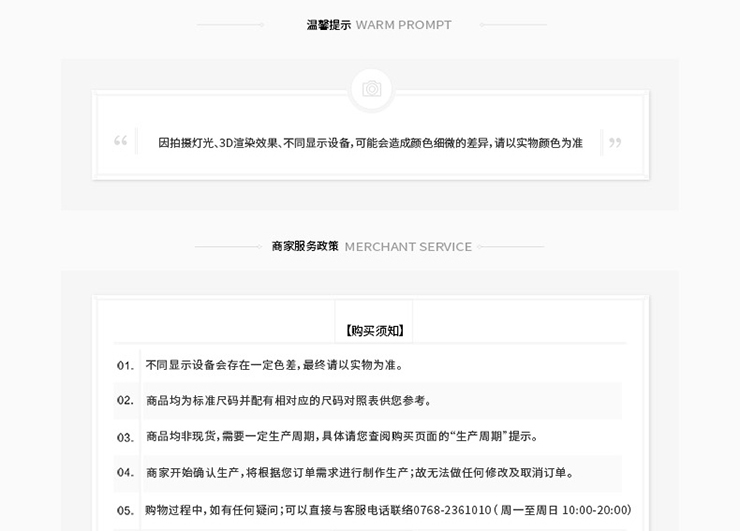 温馨提示 WARM PROMPT
因拍摄灯光、3D渲染效果、不同显示设备,可能会造成颜色细微的差异,请以实物颜色为准
商家服务政策 MERCHANT SERVICE
【购买须知】
01. 不同显示设备会存在一定色差,最终请以实物为准。
02. 商品均为标准尺码并配有相对应的尺码对照表供您参考。
03. 商品均非现货,需要一定生产周期,具体请您查阅购买页面的“生产周期”提示。
04. 商家开始确认生产,将根据您订单需求进行制作生产;故无法做任何修改及取消订单。
05. 购物过程中,如有任何疑问;可以直接与客服电话联络0768-2361010(周一至周日 10:00-20:00)